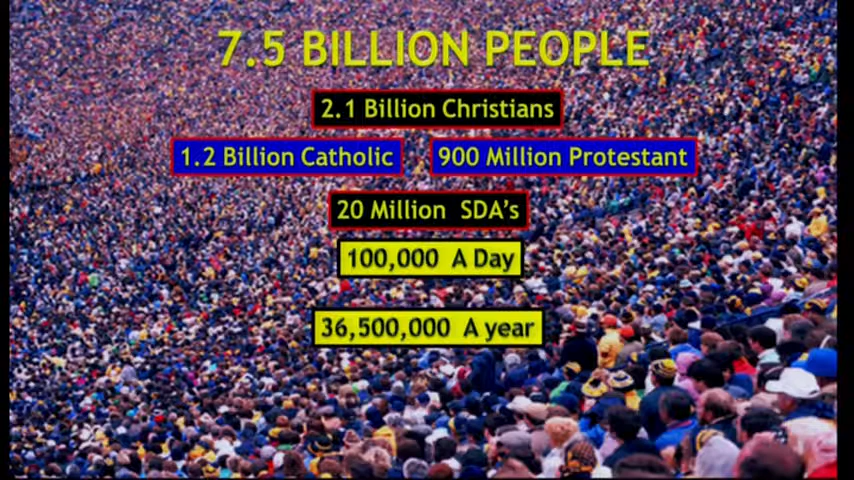 7.5 BILLION PEOPLE
2.1 Billion Christians
1.2 Billion Catholic 900 Million Protestant
20 Million SDA's
100,000 A Day
36,500,000 A year